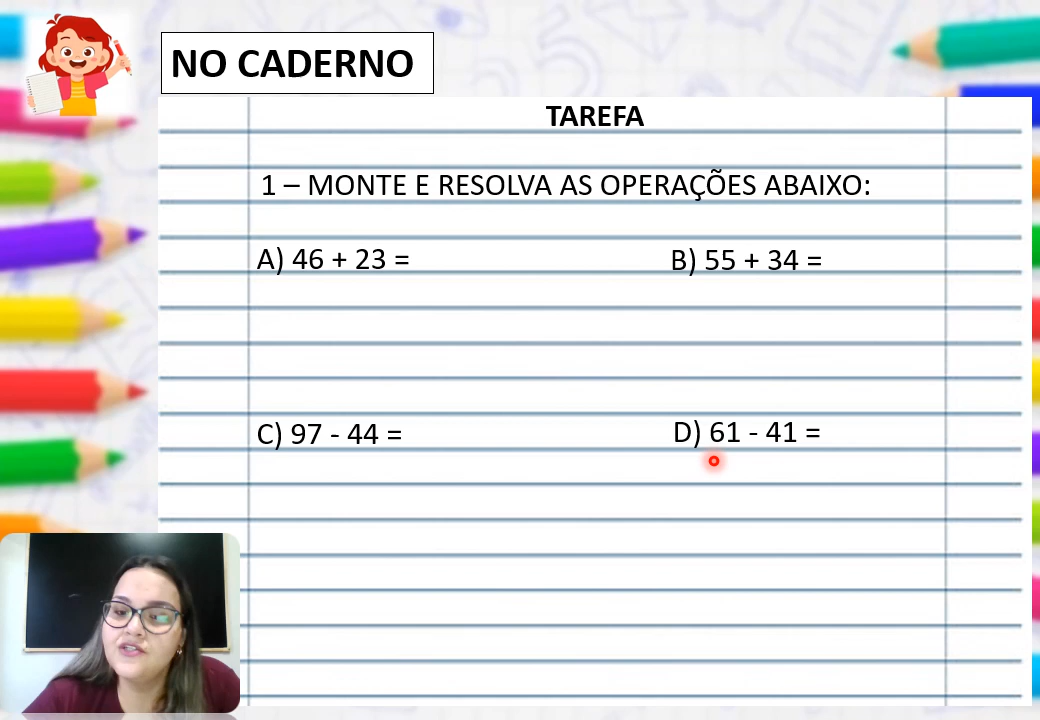 NO CADERNO
TAREFA
1 – MONTE E RESOLVA AS OPERAÇÕES ABAIXO:
A) 46 + 23 =
B) 55 + 34 =
C) 97 - 44 =
D) 61 - 41 =